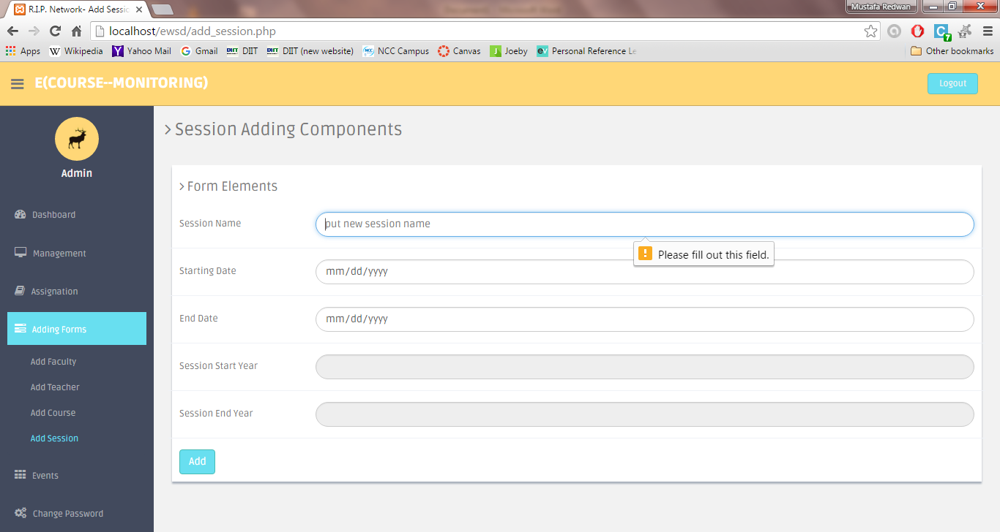 R.I.P. Network- Add Sessio
Mustafa Redwan
localhost/ewsd/add_session.php
Apps Wikipedia Yahoo Mail Gmail DIIT DIIT (new website) NCC Campus Canvas Joeby Personal Reference Le Other bookmarks
E(COURSE--MONITORING)
Logout
Admin
Dashboard
Management
Assignation
Adding Forms
Add Faculty
Add Teacher
Add Course
Add Session
Events
Change Password
Session Adding Components
Form Elements
Session Name put new session name
Please fill out this field.
Starting Date mm/dd/yyyy
End Date mm/dd/yyyy
Session Start Year
Session End Year
Add